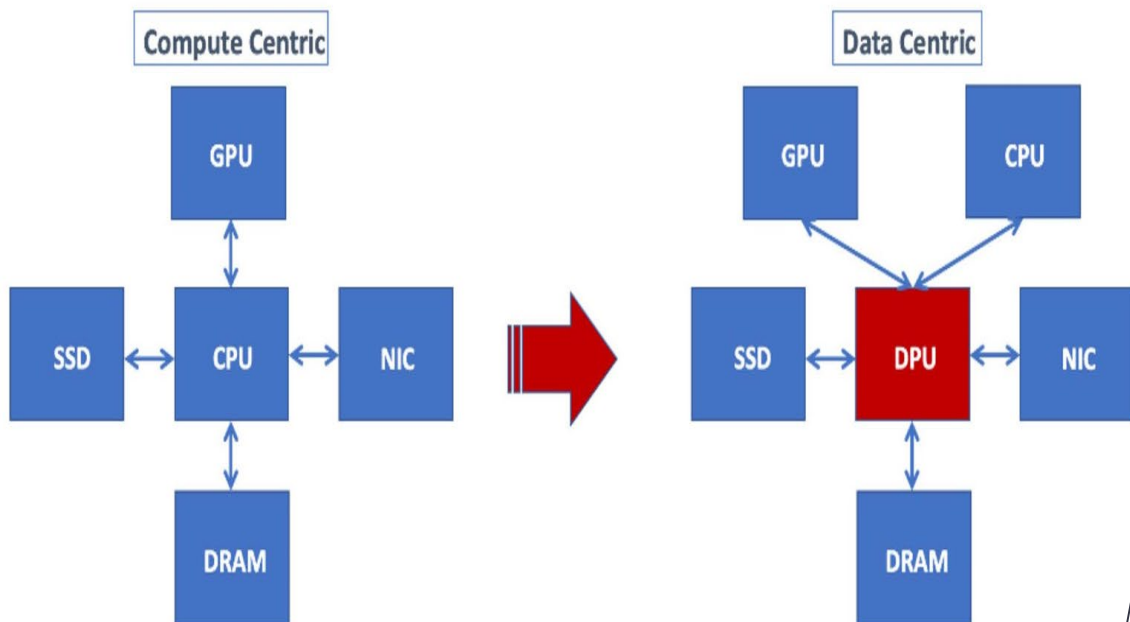 Compute Centric
GPU
SSD
CPU
NIC
DRAM
Data Centric
GPU
CPU
SSD
DPU
NIC
DRAM